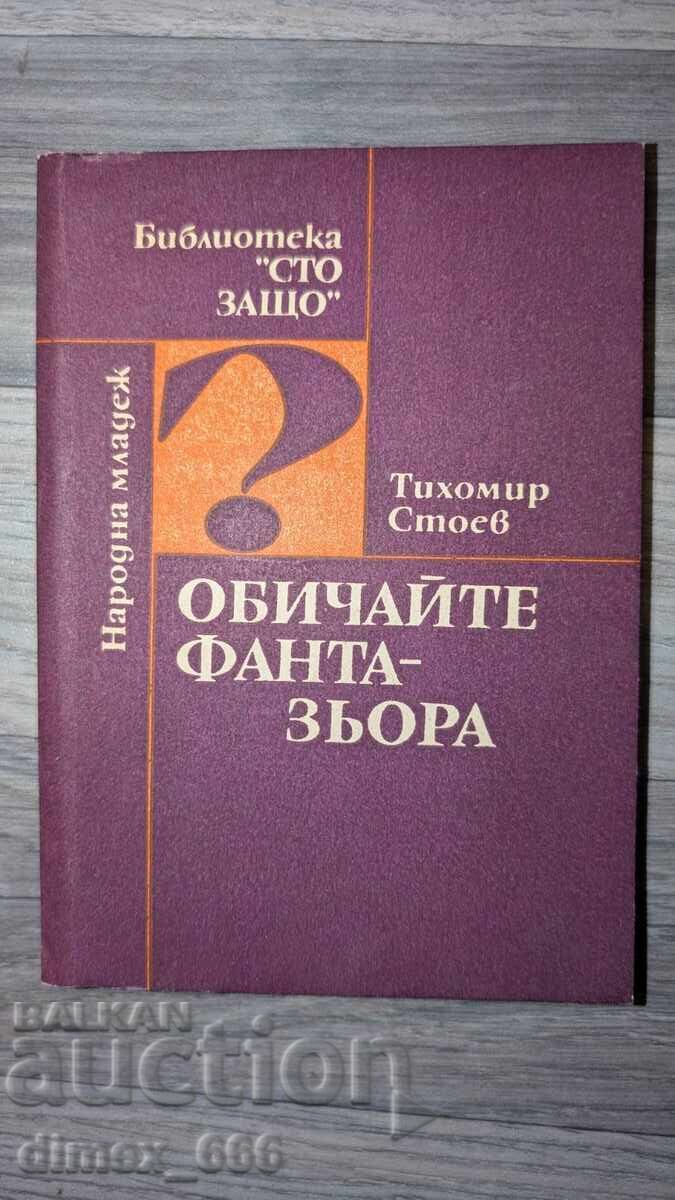 Библиотека
"СТО
ЗАЩО"
Народна младеж
?
Тихомир
Стоев
ОБИЧАЙТЕ
ФАНТА-
ЗЬОРА
BALKAN
auction
dimex_666